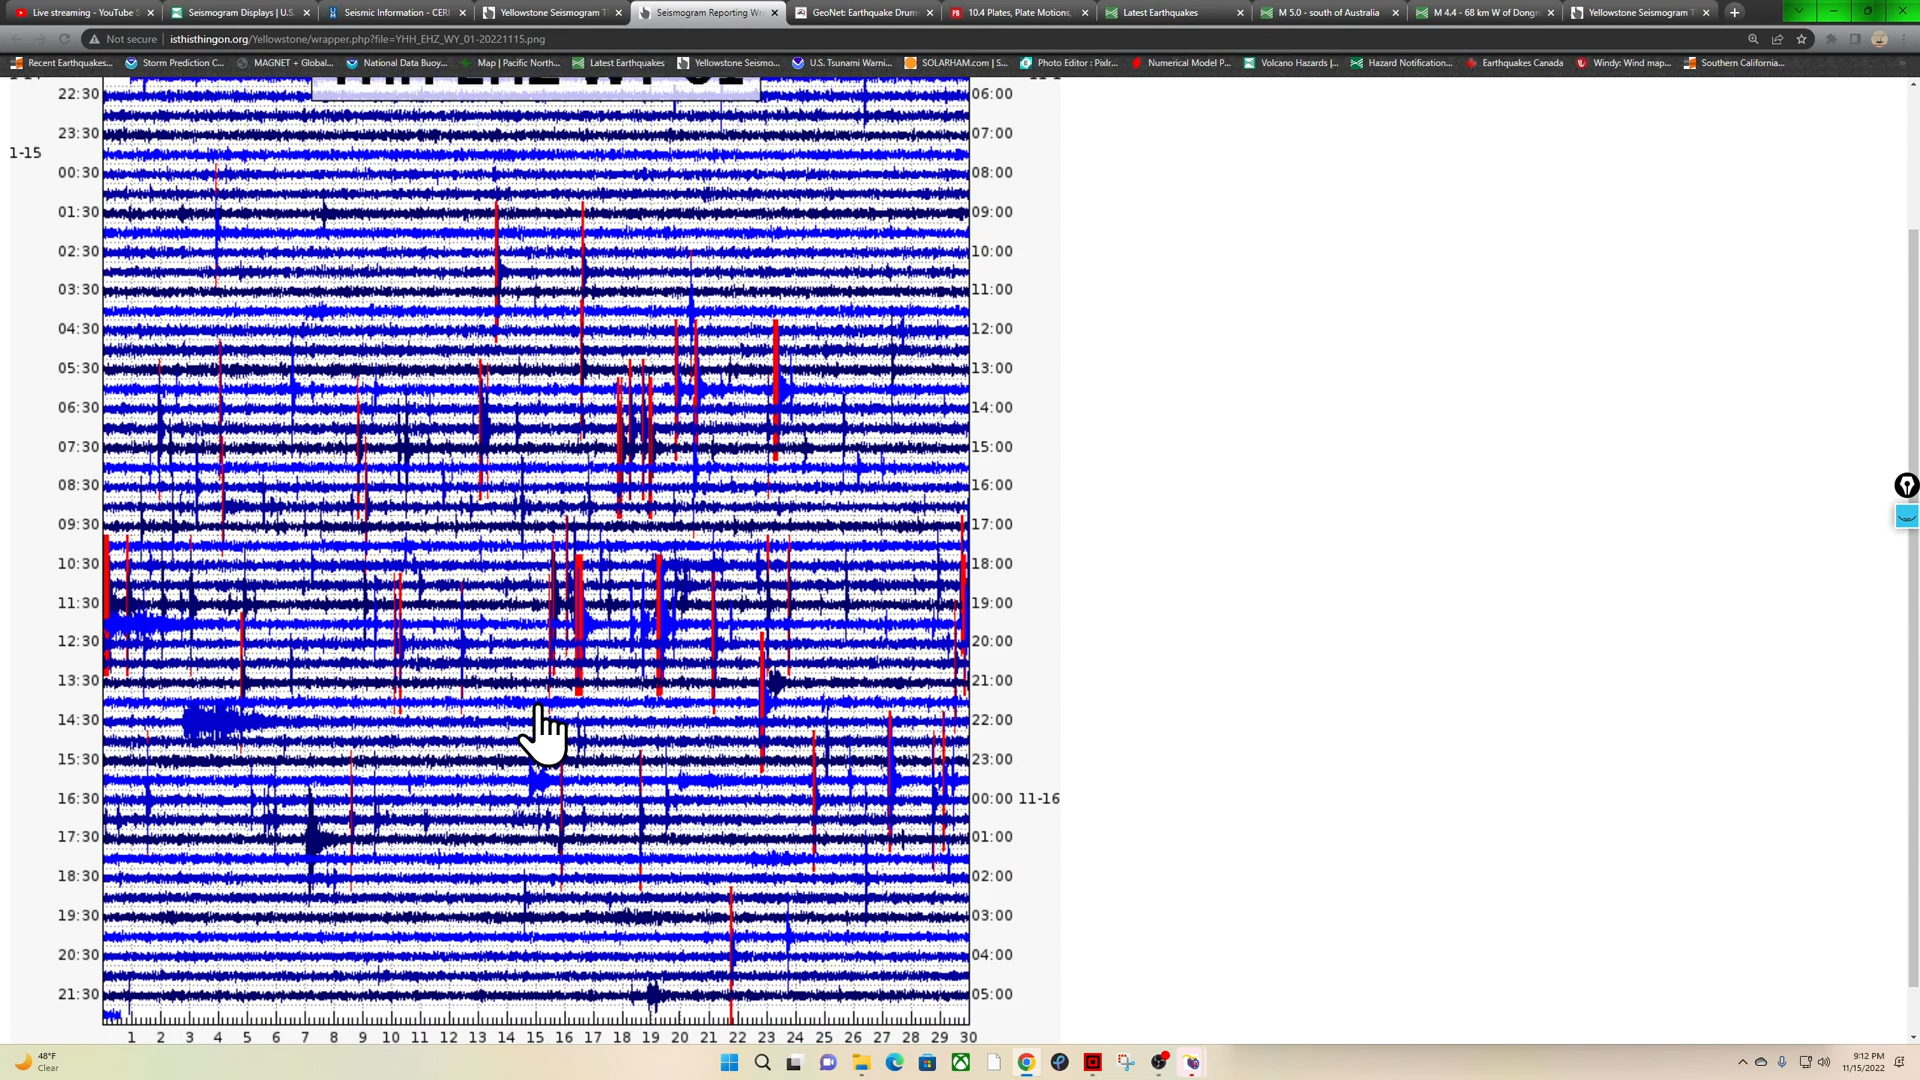 Live streaming - YouTube S
Seismogram Displays | U.S.
Seismic Information - CERI
Yellowstone Seismogram T
Seismogram Reporting Wr
GeoNet: Earthquake Drum
10.4 Plates, Plate Motions,
Latest Earthquakes
M 5.0 - south of Australia
M 4.4 - 68 km W of Dong
Yellowstone Seismogram T
Not secure
isthisthingon.org/Yellowstone/wrapper.php?file=YHH_EHZ_WY_01-20221115.png
Recent Earthquakes...
Storm Prediction C...
MAGNET + Global...
National Data Buoy...
Map | Pacific North...
Latest Earthquakes
Yellowstone Seismo...
U.S. Tsunami Warni...
SOLARHAM.com | S...
Photo Editor : Pixlr...
Numerical Model P...
Volcano Hazards |...
Hazard Notification...
Earthquakes Canada
Windy: Wind map...
Southern California...
22:30 06:00
23:30 07:00
1-15
00:30 08:00
01:30 09:00
02:30 10:00
03:30 11:00
04:30 12:00
05:30 13:00
06:30 14:00
07:30 15:00
08:30 16:00
09:30 17:00
10:30 18:00
11:30 19:00
12:30 20:00
13:30 21:00
14:30 22:00
15:30 23:00
16:30 00:00 11-16
17:30 01:00
18:30 02:00
19:30 03:00
20:30 04:00
21:30 05:00
1 2 3 4 5 6 7 8 9 10 11 12 13 14 15 16 17 18 19 20 21 22 23 24 25 26 27 28 29 30
48°F
Clear
9:12 PM
11/15/2022